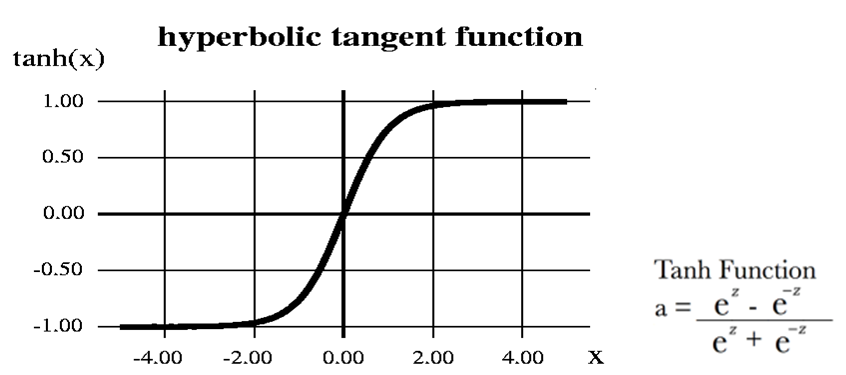 hyperbolic tangent function
tanh(x)
1.00
0.50
0.00
-0.50
-1.00
-4.00 -2.00 0.00 2.00 4.00 x
Tanh Function
a = e^z - e^-z
e^z + e^-z